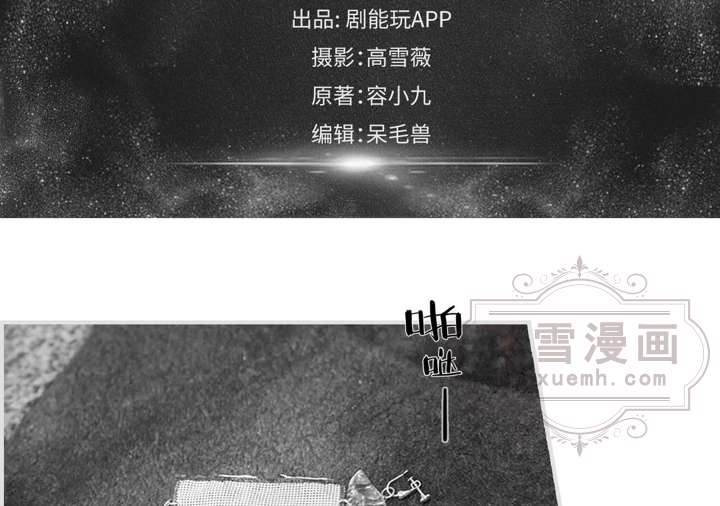 出品: 剧能玩APP
摄影: 高雪薇
原著: 容小九
编辑: 呆毛兽
啪
哒
雪漫画
xuemh.com